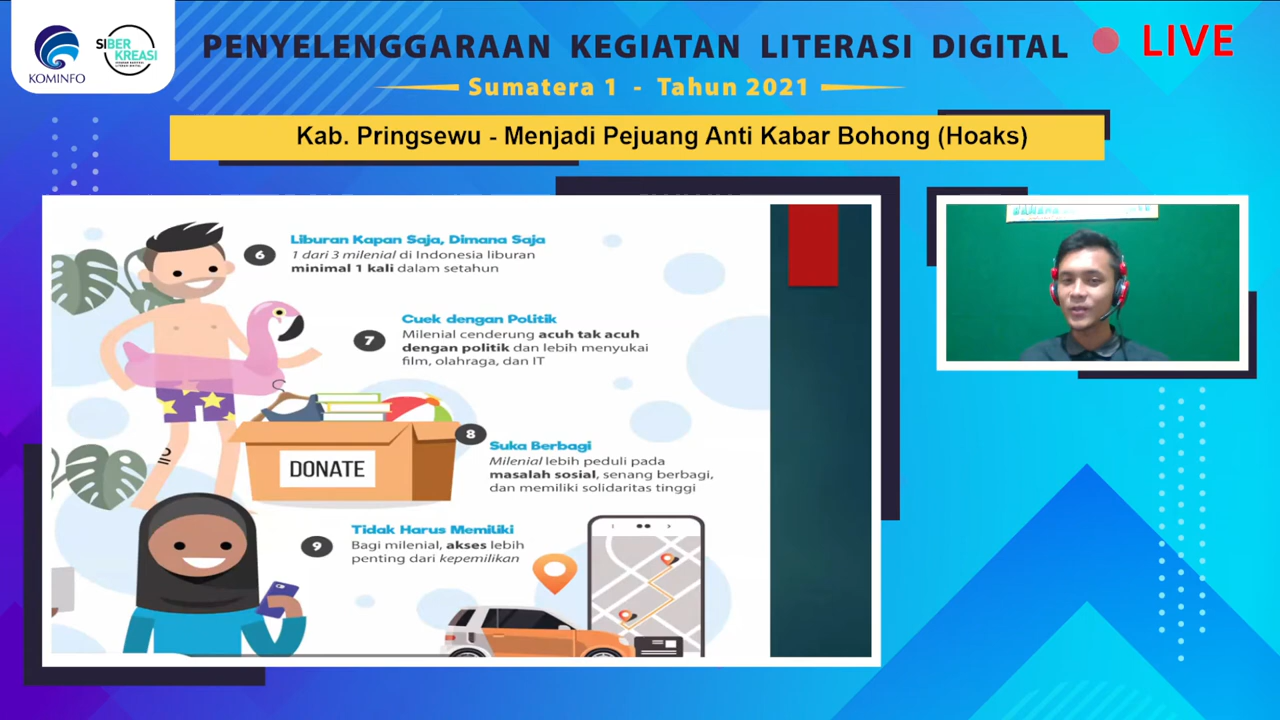 KOMINFO
SIBER
KREASI
PENYELENGGARAAN KEGIATAN LITERASI DIGITAL
LIVE
Sumatera 1 - Tahun 2021
Kab. Pringsewu - Menjadi Pejuang Anti Kabar Bohong (Hoaks)
6
Liburan Kapan Saja, Dimana Saja
1 dari 3 milenial di Indonesia liburan
minimal 1 kali dalam setahun
7
Cuek dengan Politik
Milenial cenderung acuh tak acuh
dengan politik dan lebih menyukai
film, olahraga, dan IT
8
Suka Berbagi
Milenial lebih peduli pada
masalah sosial, senang berbagi,
dan memiliki solidaritas tinggi
DONATE
9
Tidak Harus Memiliki
Bagi milenial, akses lebih
penting dari kepemilikan